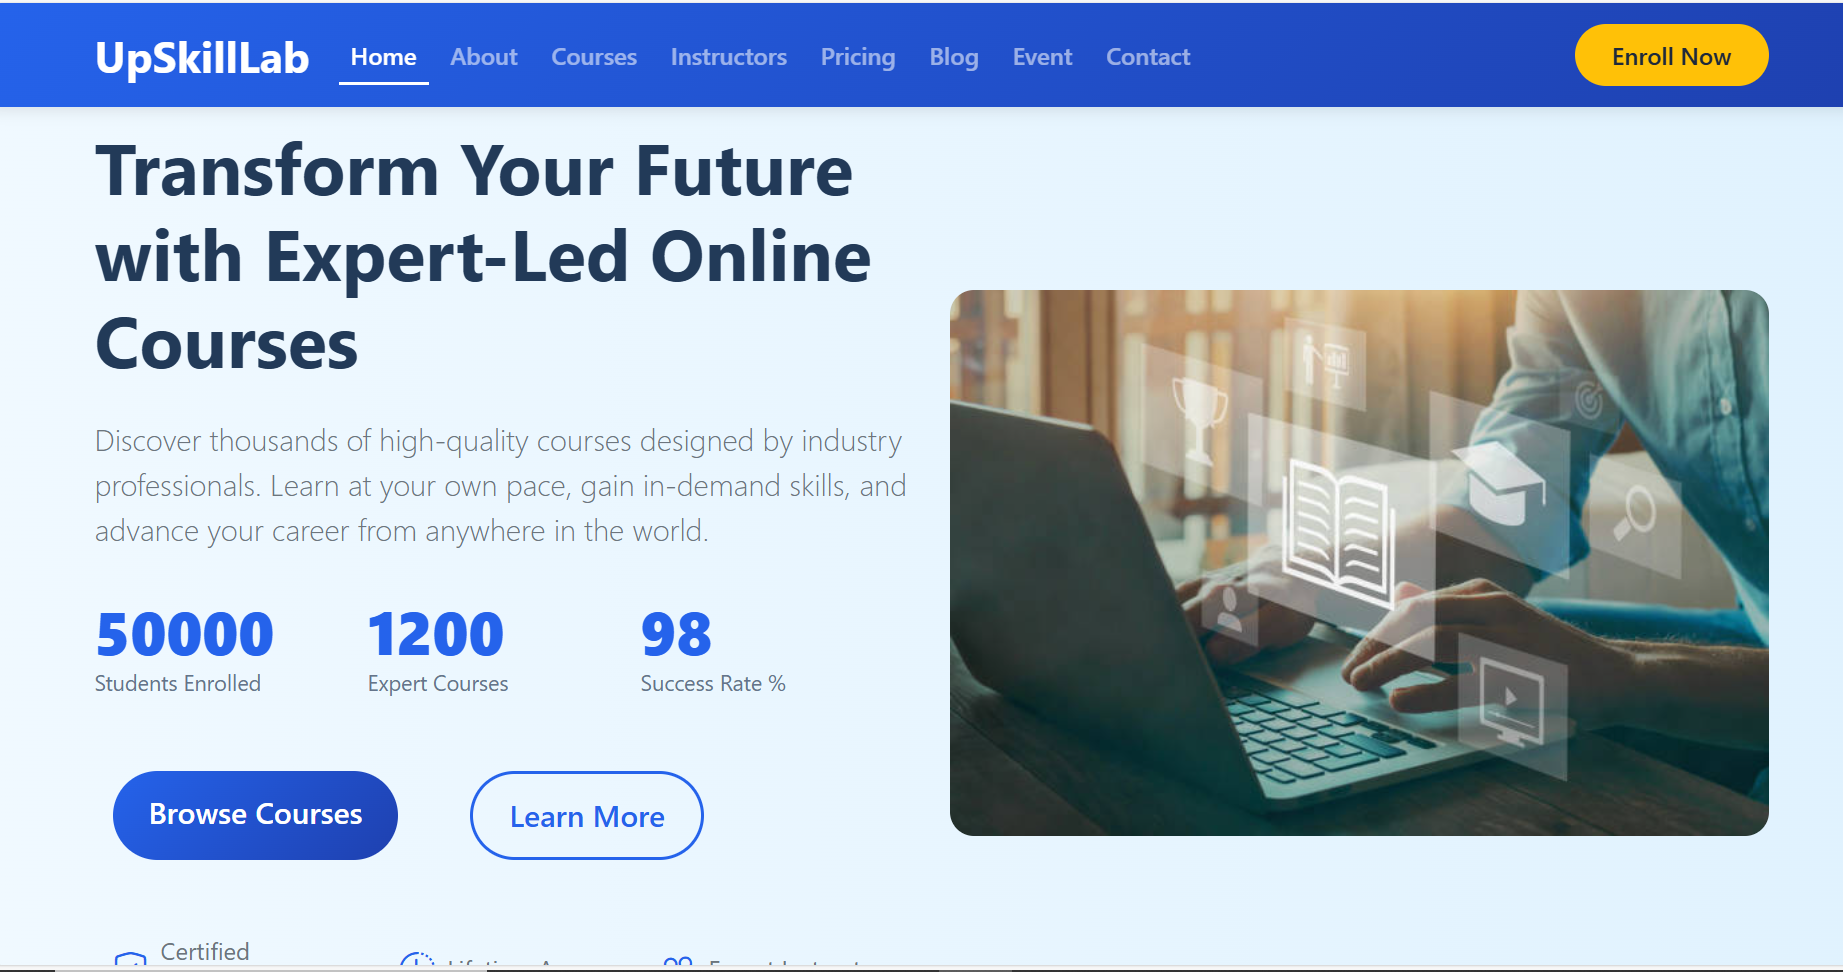 UpSkillLab
Home
About
Courses
Instructors
Pricing
Blog
Event
Contact
Enroll Now
Transform Your Future
with Expert-Led Online
Courses
Discover thousands of high-quality courses designed by industry
professionals. Learn at your own pace, gain in-demand skills, and
advance your career from anywhere in the world.
50000
Students Enrolled
1200
Expert Courses
98
Success Rate %
Browse Courses
Learn More
Certified